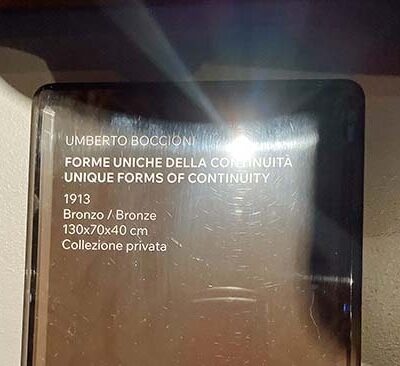 UMBERTO BOCCIONI
FORME UNICHE DELLA CONTINUITÀ
UNIQUE FORMS OF CONTINUITY
1913
Bronzo / Bronze
130x70x40 cm
Collezione privata